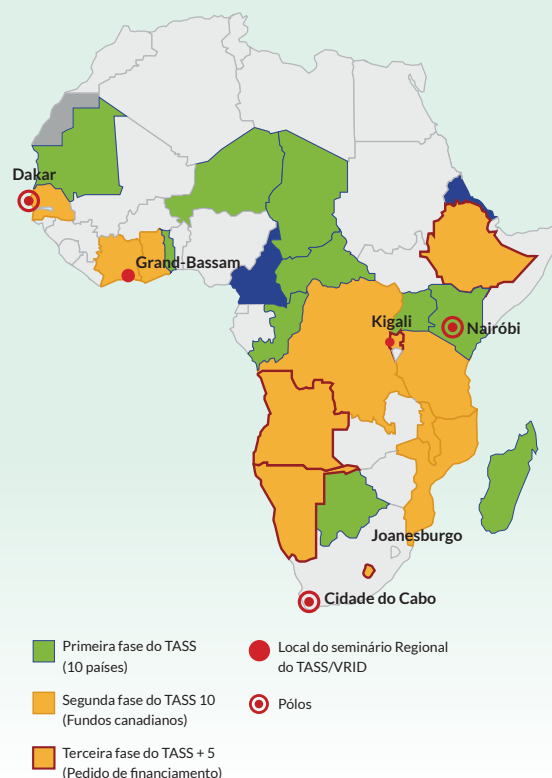 Dakar
Grand-Bassam
Kigali
Nairóbi
Joanesburgo
Cidade do Cabo
Primeira fase do TASS
(10 países)
Segunda fase do TASS 10
(Fundos canadianos)
Terceira fase do TASS + 5
(Pedido de financiamento)
Local do seminário Regional
do TASS/VRID
Pólos